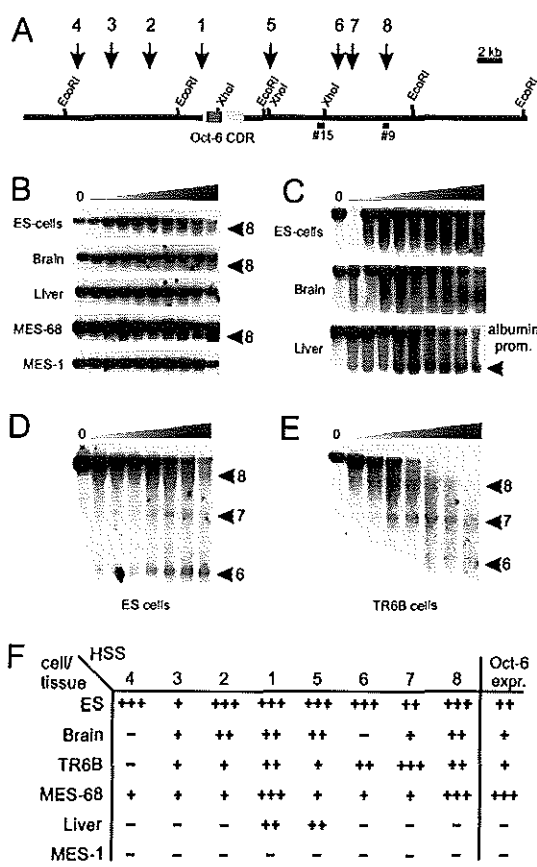 A
4 3 2 1 5 6 7 8
2 kb
EcoRI EcoRI XhoI EcoRI XhoI XhoI EcoRI EcoRI
Oct-6 CDR #15 #9
B
0
ES-cells 8
Brain 8
Liver
MES-68 8
MES-1
C
0
ES-cells
Brain
Liver
albumin
prom.
D
0
8
7
6
ES cells
E
0
8
7
6
TR6B cells
F
HSS
cell/
tissue
4 3 2 1 5 6 7 8 Oct-6
expr.
ES +++ + +++ +++ +++ +++ ++ +++ ++
Brain - + ++ ++ ++ - + ++ +
TR6B - + + ++ + ++ +++ ++ +
MES-68 + + + +++ + + + +++ +++
Liver - - - ++ ++ - - - -
MES-1 - - - - - - - - -